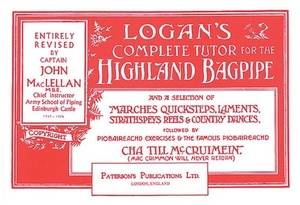 ENTIRELY
REVISED
BY
CAPTAIN
JOHN
MACLELLAN
M.B.E.
Chief Instructor
Army School of Piping
Edinburgh Castle
COPYRIGHT
LOGAN'S
COMPLETE TUTOR FOR THE
HIGHLAND BAGPIPE
AND A SELECTION OF
MARCHES QUICKSTEPS, LAMENTS,
STRATHSPEYS REELS & COUNTRY DANCES,
FOLLOWED BY
PIOBAIREACHD EXERCISES & THE FAMOUS PIOBAIREACHD
CHA TILL MCCRUIMEIN
(MAC CRIMMON WILL NEVER RETURN)
PATERSON'S PUBLICATIONS LTD.
LONDON, ENGLAND